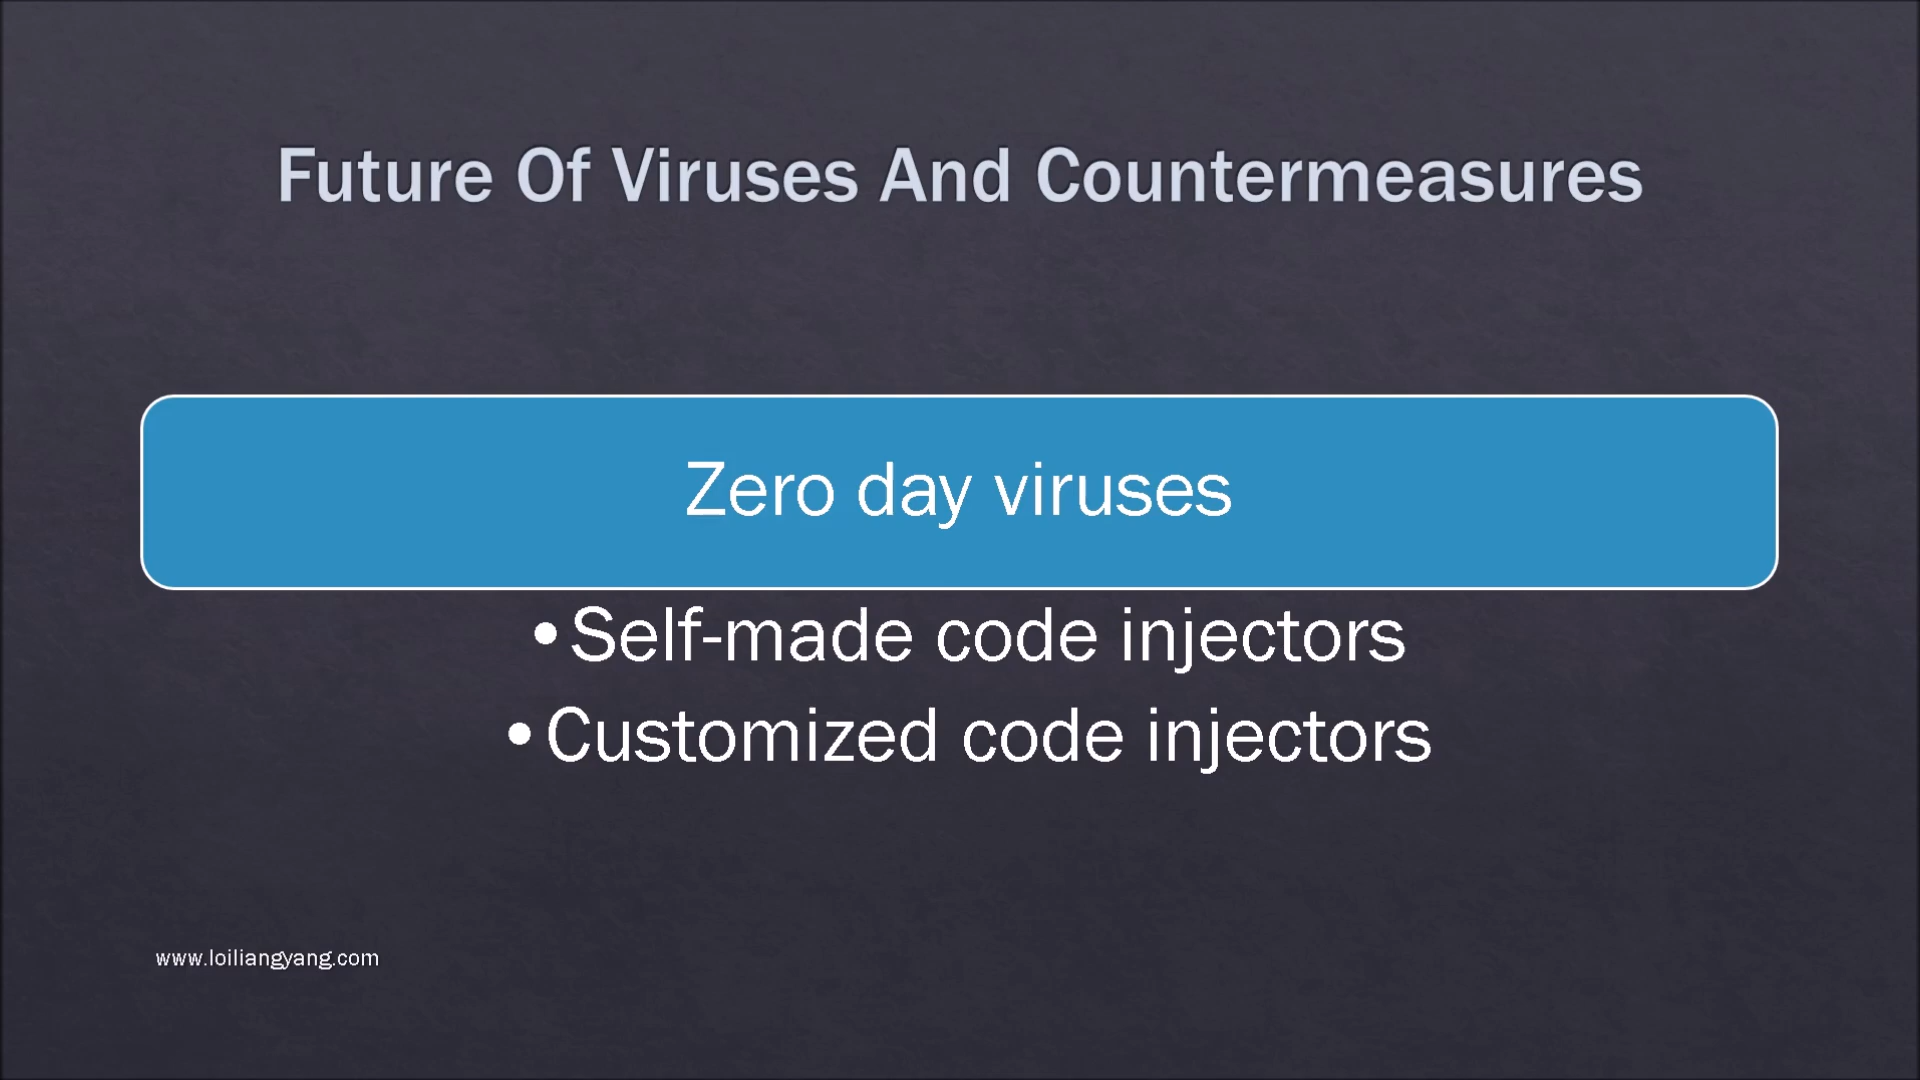 Future Of Viruses And Countermeasures
Zero day viruses
•Self-made code injectors
•Customized code injectors
www.loiliangyang.com